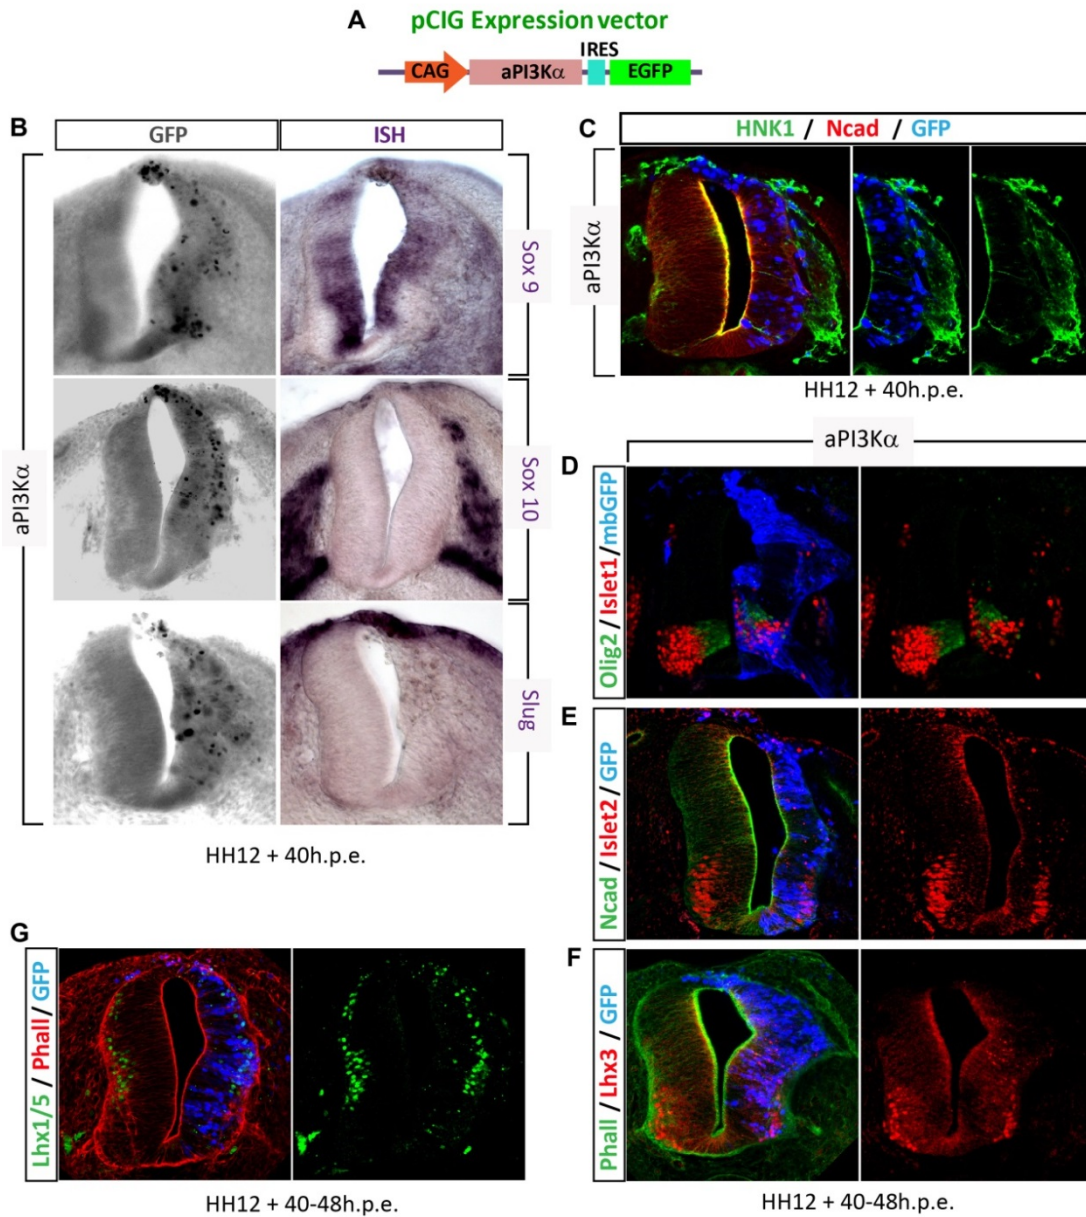 A
pCIG Expression vector
IRES
CAG
aPI3Kα
EGFP
B
GFP
ISH
aPI3Kα
Sox 9
Sox 10
Slug
HH12 + 40h.p.e.
C
HNK1 / Ncad / GFP
aPI3Kα
HH12 + 40h.p.e.
aPI3Kα
D
Olig2 / Islet1/mbGFP
E
Ncad / Islet2 / GFP
F
Phall / Lhx3 / GFP
HH12 + 40-48h.p.e.
G
Lhx1/5 / Phall / GFP
HH12 + 40-48h.p.e.